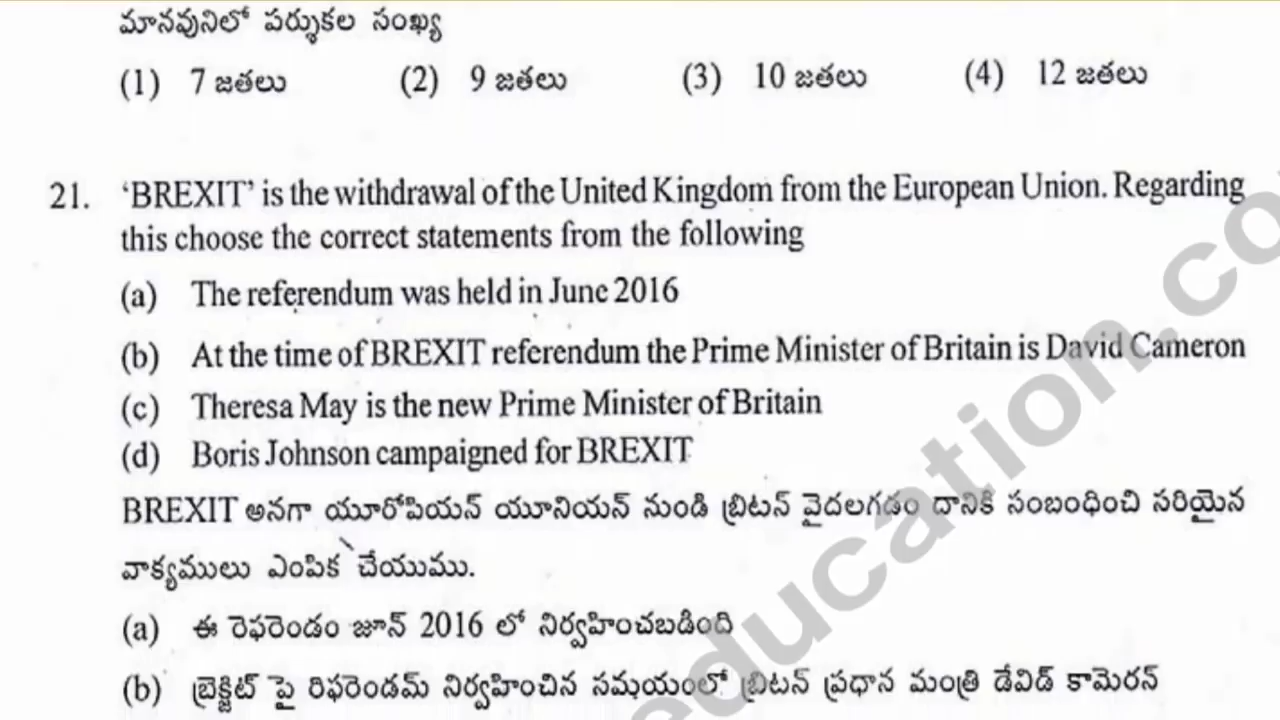 మానవునిలో పర్శుకల సంఖ్య
(1) 7 జతలు (2) 9 జతలు (3) 10 జతలు (4) 12 జతలు
21. ‘BREXIT’ is the withdrawal of the United Kingdom from the European Union. Regarding
this choose the correct statements from the following
(a) The referendum was held in June 2016
(b) At the time of BREXIT referendum the Prime Minister of Britain is David Cameron
(c) Theresa May is the new Prime Minister of Britain
(d) Boris Johnson campaigned for BREXIT
BREXIT అనగా యూరోపియన్ యూనియన్ నుండి బ్రిటన్ వైదలగడం దానికి సంబంధించి సరియైన
వాక్యములు ఎంపిక చేయుము.
(a) ఈ రెఫరెండం జూన్ 2016 లో నిర్వహించబడింది
(b) బ్రెక్జిట్ పై రిఫరెండమ్ నిర్వహించిన సమయంలో బ్రిటన్ ప్రధాన మంత్రి డేవిడ్ కామెరన్
education.co